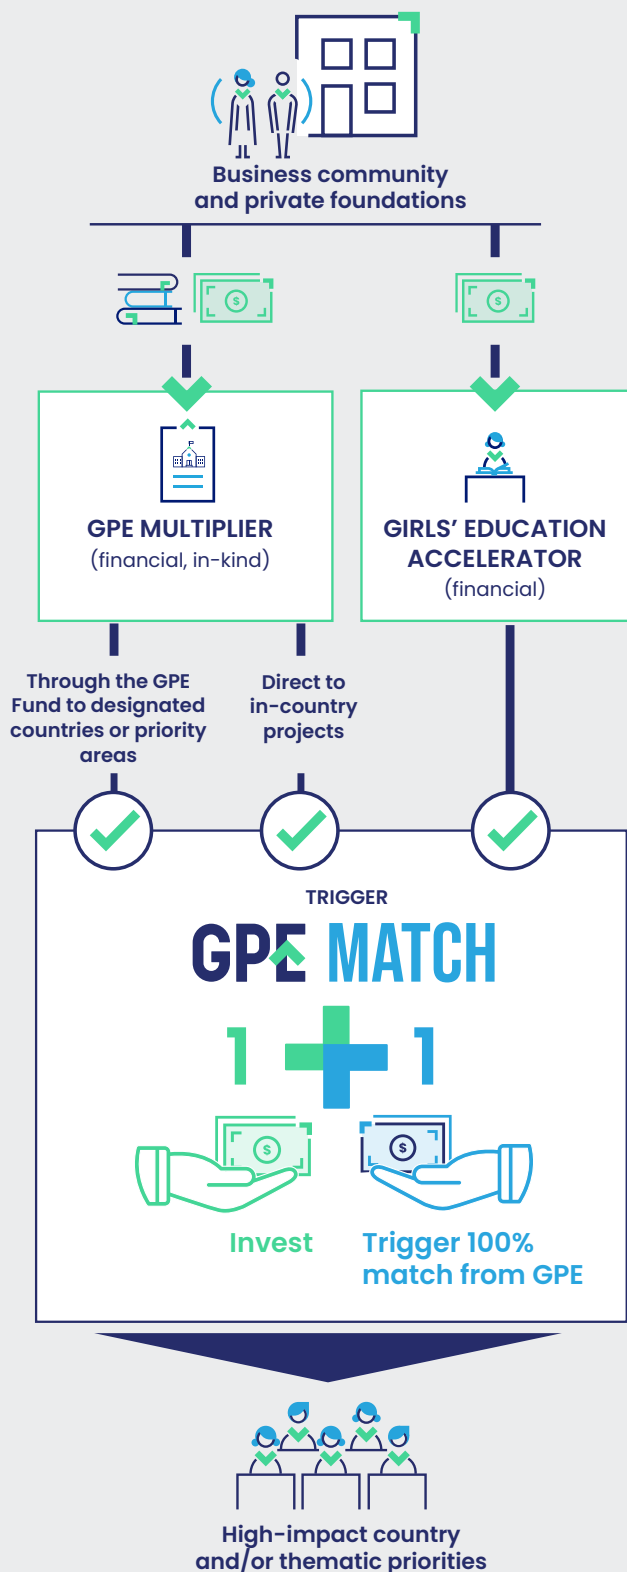 Business community
and private foundations
$
$
GPE MULTIPLIER
(financial, in-kind)
GIRLS’ EDUCATION
ACCELERATOR
(financial)
Through the GPE
Fund to designated
countries or priority
areas
Direct to
in-country
projects
TRIGGER
GPE MATCH
1 + 1
$
$
Invest
Trigger 100%
match from GPE
High-impact country
and/or thematic priorities